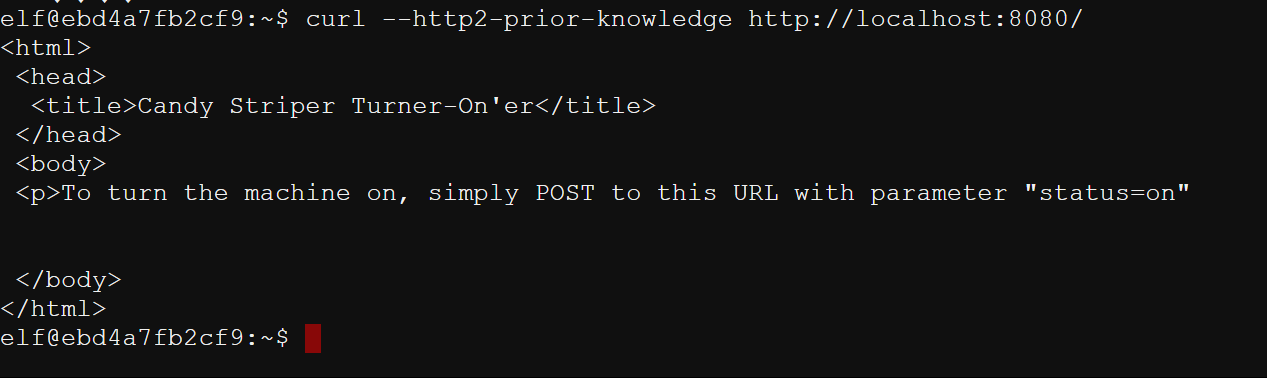 elf@ebd4a7fb2cf9:~$ curl --http2-prior-knowledge http://localhost:8080/
<html>
 <head>
  <title>Candy Striper Turner-On'er</title>
 </head>
 <body>
 <p>To turn the machine on, simply POST to this URL with parameter "status=on"
 </body>
</html>
elf@ebd4a7fb2cf9:~$